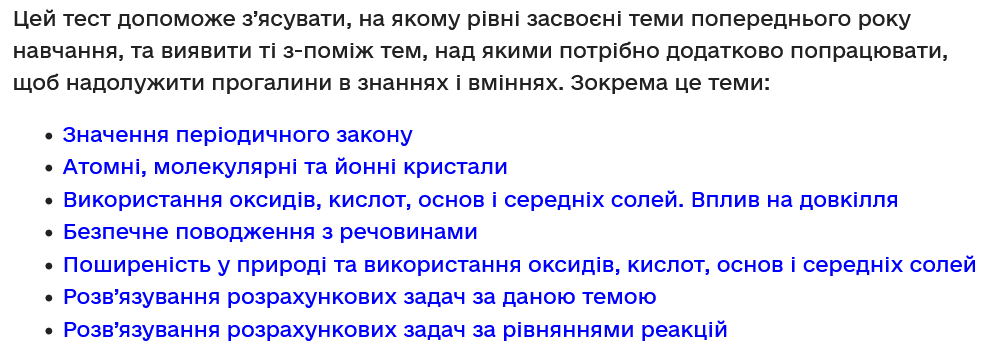 Цей тест допоможе з’ясувати, на якому рівні засвоєні теми попереднього року
навчання, та виявити ті з-поміж тем, над якими потрібно додатково попрацювати,
щоб надолужити прогалини в знаннях і вміннях. Зокрема це теми:
• Значення періодичного закону
• Атомні, молекулярні та йонні кристали
• Використання оксидів, кислот, основ і середніх солей. Вплив на довкілля
• Безпечне поводження з речовинами
• Поширеність у природі та використання оксидів, кислот, основ і середніх солей
• Розв’язування розрахункових задач за даною темою
• Розв’язування розрахункових задач за рівняннями реакцій